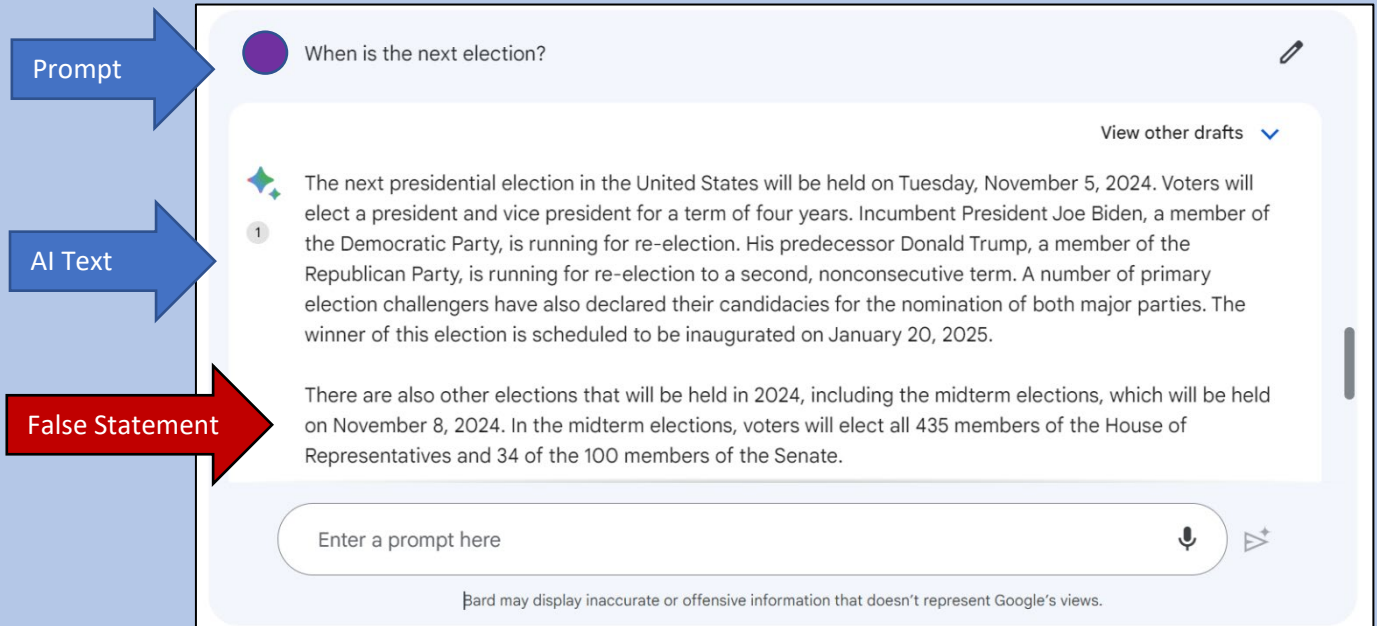 Prompt
When is the next election?
View other drafts
The next presidential election in the United States will be held on Tuesday, November 5, 2024. Voters will
1
elect a president and vice president for a term of four years. Incumbent President Joe Biden, a member of
AI Text
the Democratic Party, is running for re-election. His predecessor Donald Trump, a member of the
Republican Party, is running for re-election to a second, nonconsecutive term. A number of primary
election challengers have also declared their candidacies for the nomination of both major parties. The
winner of this election is scheduled to be inaugurated on January 20, 2025.
False Statement
There are also other elections that will be held in 2024, including the midterm elections, which will be held
on November 8, 2024. In the midterm elections, voters will elect all 435 members of the House of
Representatives and 34 of the 100 members of the Senate.
Enter a prompt here
Bard may display inaccurate or offensive information that doesn't represent Google's views.